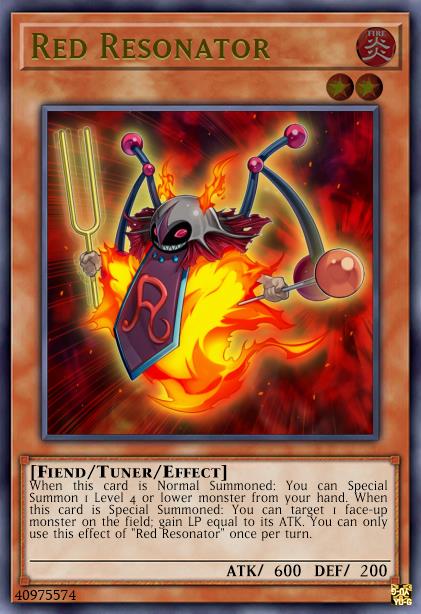 RED RESONATOR
FIRE
炎
[FIEND/TUNER/EFFECT]
When this card is Normal Summoned: You can Special
Summon 1 Level 4 or lower monster from your hand. When
this card is Special Summoned: You can target 1 face-up
monster on the field; gain LP equal to its ATK. You can only
use this effect of "Red Resonator" once per turn.
ATK/ 600 DEF/ 200
40975574